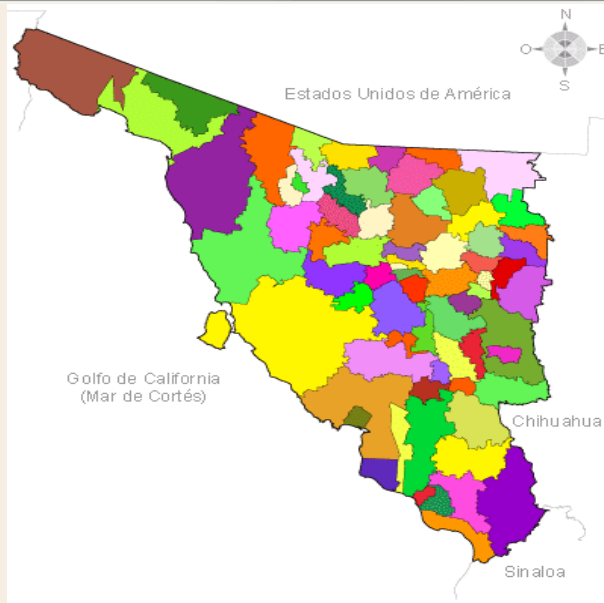 N
O
E
S
Estados Unidos de América
Golfo de California
(Mar de Cortés)
Chihuahua
Sinaloa